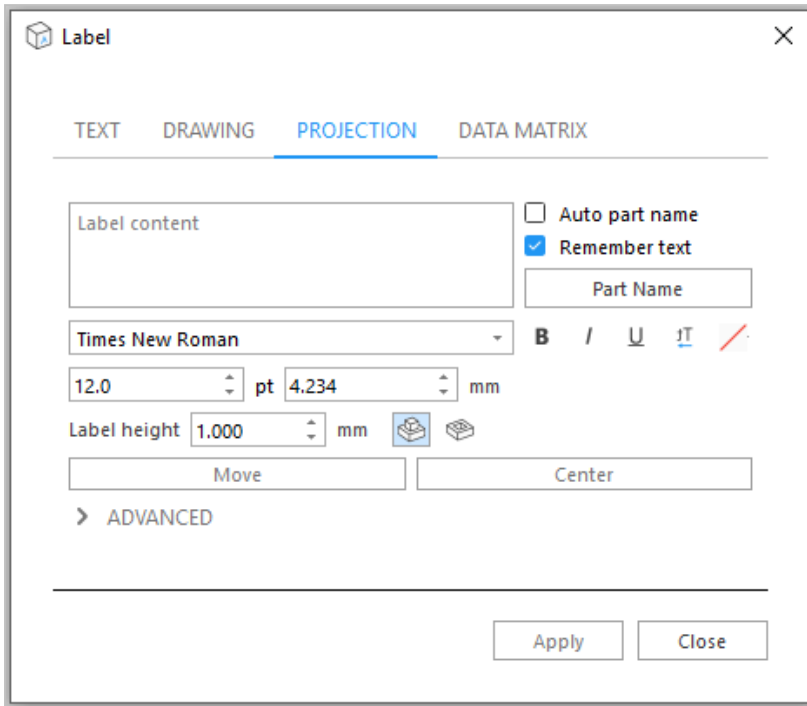 Label
TEXT DRAWING PROJECTION DATA MATRIX
Label content
Auto part name
Remember text
Part Name
Times New Roman
B I U tT
12.0 pt 4.234 mm
Label height 1.000 mm
Move Center
ADVANCED
Apply Close